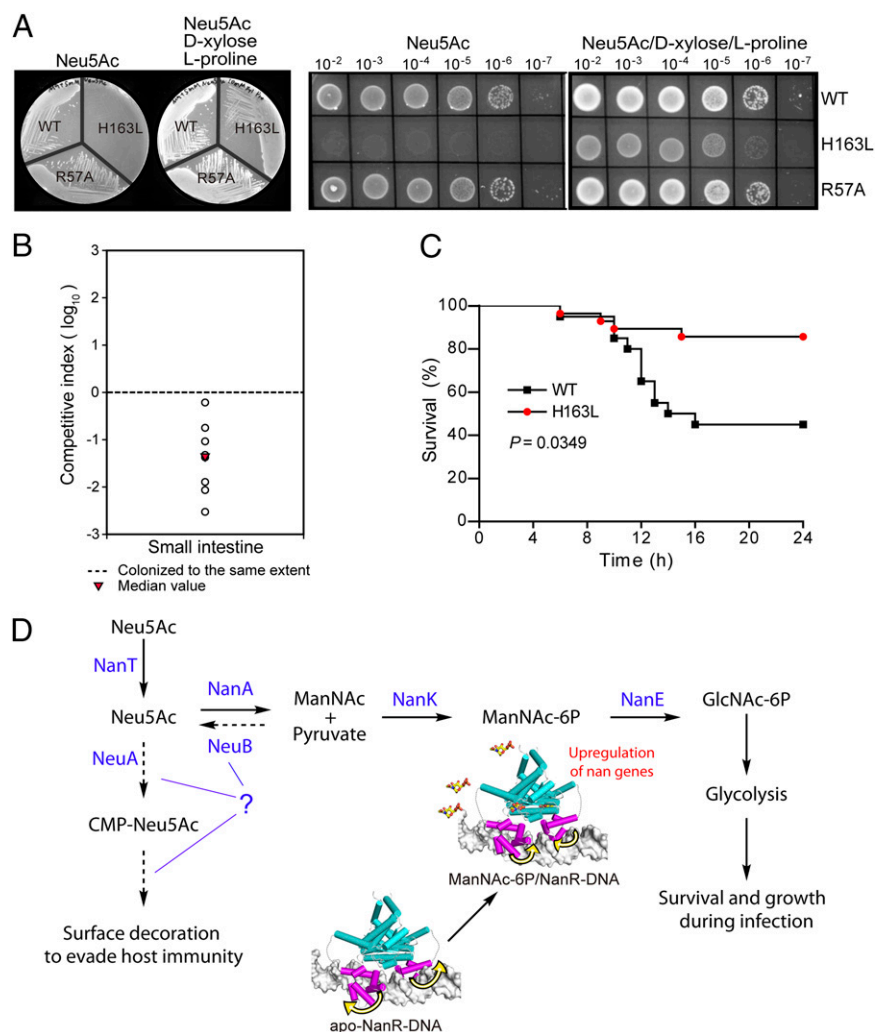 A
Neu5Ac
Neu5Ac
D-xylose
L-proline
WT
H163L
R57A
WT
H163L
R57A
Neu5Ac
10-2 10-3 10-4 10-5 10-6 10-7
Neu5Ac/D-xylose/L-proline
10-2 10-3 10-4 10-5 10-6 10-7
WT
H163L
R57A
B
Competitive index ( log10 )
3
2
1
0
-1
-2
-3
Small intestine
Colonized to the same extent
Median value
C
Survival (%)
100
80
60
40
20
0
WT
H163L
P = 0.0349
0 4 8 12 16 20 24
Time (h)
D
Neu5Ac
NanT
Neu5Ac
NanA
NeuB
ManNAc
+
Pyruvate
NanK
ManNAc-6P
NanE
GlcNAc-6P
NeuA
?
CMP-Neu5Ac
Surface decoration
to evade host immunity
Upregulation
of nan genes
ManNAc-6P/NanR-DNA
apo-NanR-DNA
Glycolysis
Survival and growth
during infection